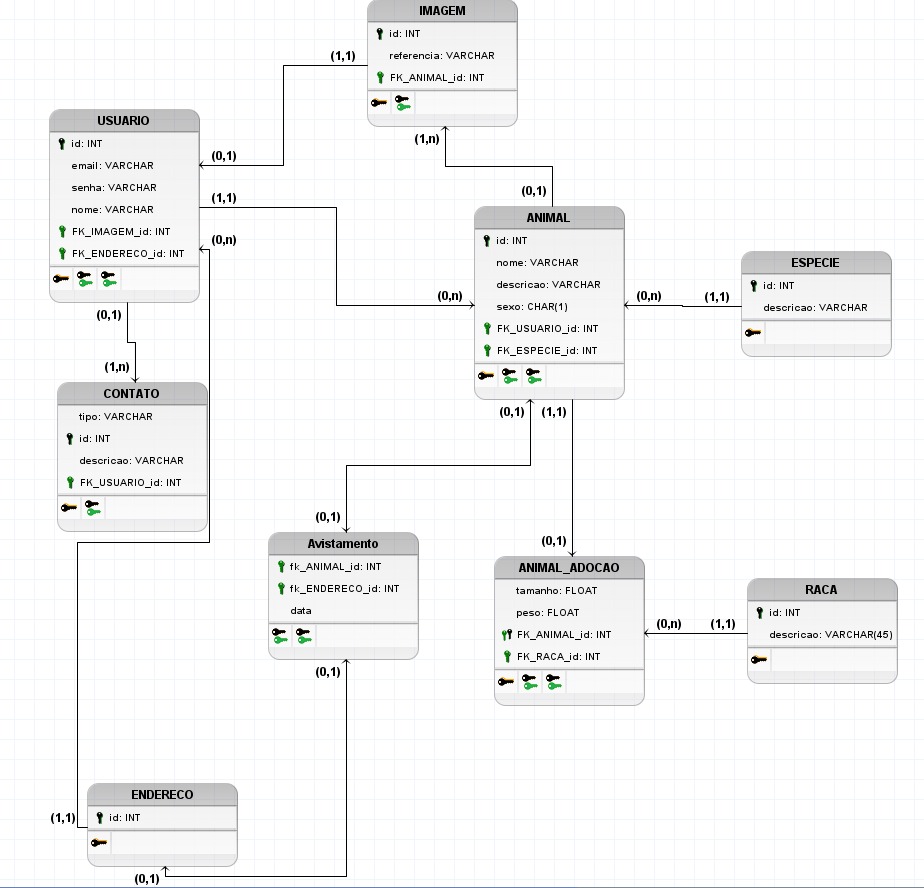 IMAGEM
id: INT
referencia: VARCHAR
FK_ANIMAL_id: INT
(1,1)
(0,1)
(1,n)
(0,1)
USUARIO
id: INT
email: VARCHAR
senha: VARCHAR
nome: VARCHAR
FK_IMAGEM_id: INT
FK_ENDERECO_id: INT
(1,1)
(0,n)
(0,n)
(0,1)
(1,n)
ANIMAL
id: INT
nome: VARCHAR
descricao: VARCHAR
sexo: CHAR(1)
FK_USUARIO_id: INT
FK_ESPECIE_id: INT
(0,n)
(1,1)
ESPECIE
id: INT
descricao: VARCHAR
CONTATO
tipo: VARCHAR
id: INT
descricao: VARCHAR
FK_USUARIO_id: INT
(0,1)
(1,1)
(0,1)
(0,1)
Avistamento
fk_ANIMAL_id: INT
fk_ENDERECO_id: INT
data
(0,1)
ANIMAL_ADOCAO
tamanho: FLOAT
peso: FLOAT
FK_ANIMAL_id: INT
FK_RACA_id: INT
(0,n)
(1,1)
RACA
id: INT
descricao: VARCHAR(45)
ENDERECO
id: INT
(1,1)
(0,1)